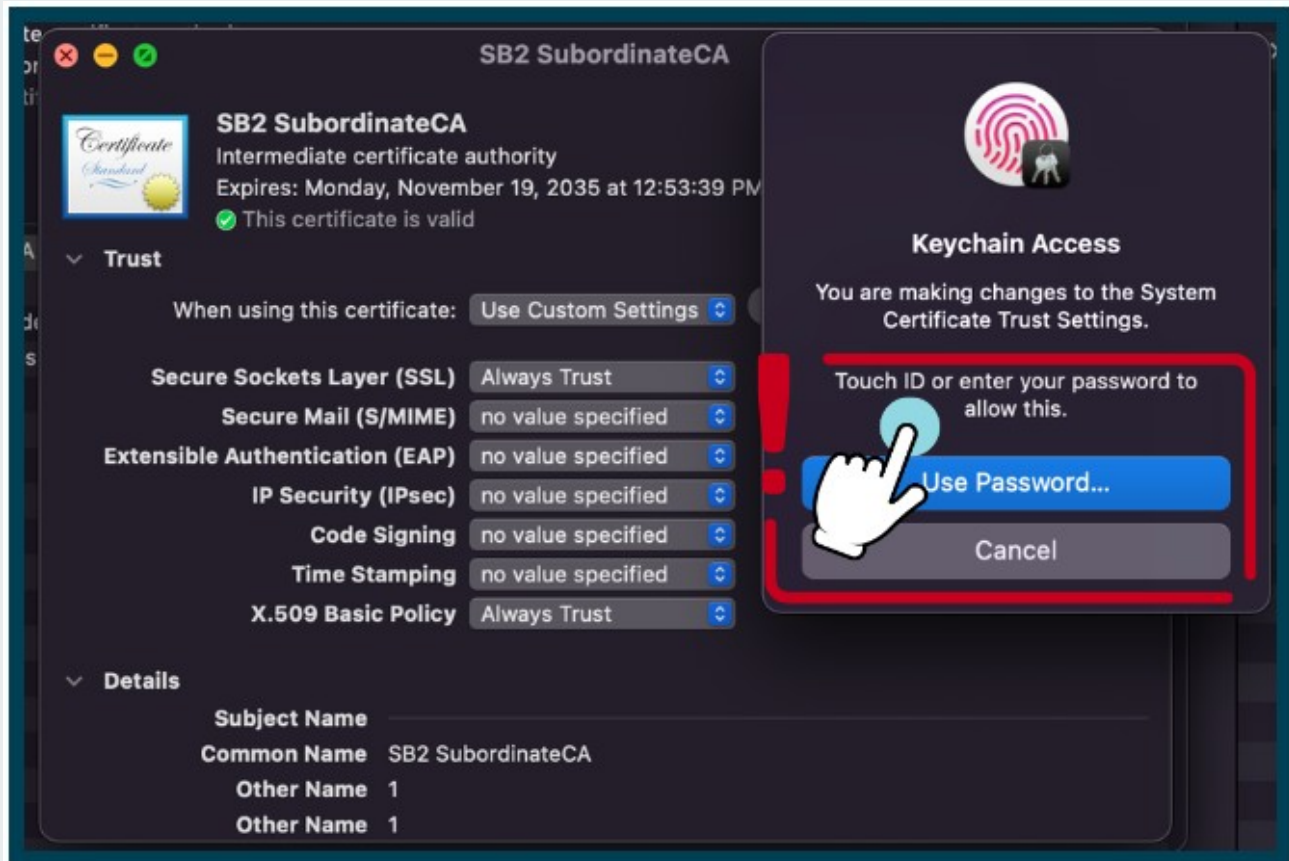 SB2 SubordinateCA
Certificate
Standard
SB2 SubordinateCA
Intermediate certificate authority
Expires: Monday, November 19, 2035 at 12:53:39 PM
This certificate is valid
Trust
When using this certificate: Use Custom Settings
Secure Sockets Layer (SSL) Always Trust
Secure Mail (S/MIME) no value specified
Extensible Authentication (EAP) no value specified
IP Security (IPsec) no value specified
Code Signing no value specified
Time Stamping no value specified
X.509 Basic Policy Always Trust
Details
Subject Name
Common Name SB2 SubordinateCA
Other Name 1
Other Name 1
Keychain Access
You are making changes to the System
Certificate Trust Settings.
Touch ID or enter your password to
allow this.
Use Password...
Cancel